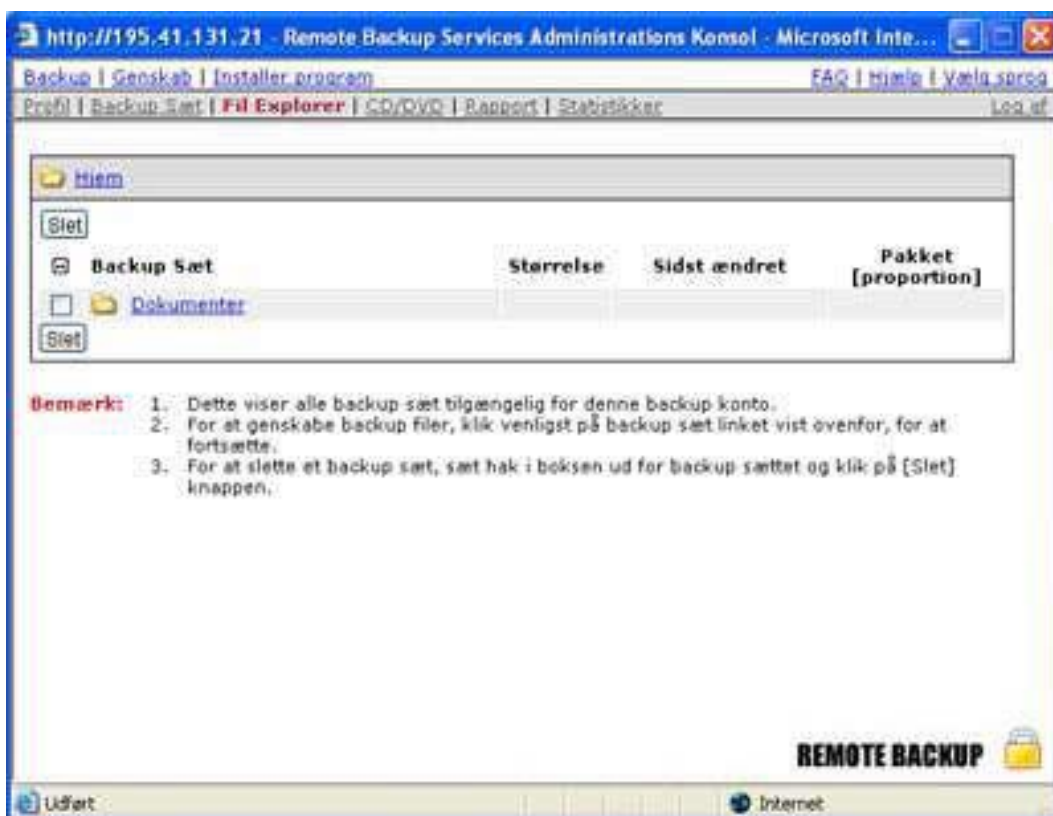 http://195.41.131.21 - Remote Backup Services Administrations Konsol - Microsoft Inte...
Backup | Genskab | Installer program FAQ | Hjælp | Vælg sprog
Profil | Backup Sæt | Fil Explorer | CD/DVD | Rapport | Statistikker Log af
Hjem
Slet
Backup Sæt Størrelse Sidst ændret Pakket [proportion]
Dokumenter
Slet
Bemærk: 1. Dette viser alle backup sæt tilgængelig for denne backup konto.
2. For at genskabe backup filer, klik venligst på backup sæt linket vist ovenfor, for at
fortsætte.
3. For at slette et backup sæt, sæt hak i boksen ud for backup sættet og klik på [Slet]
knappen.
REMOTE BACKUP
Udført Internet